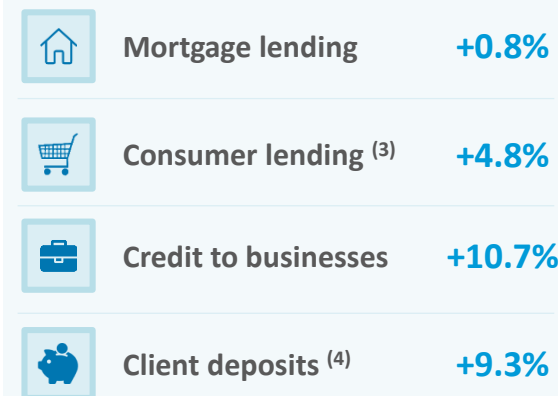 Mortgage lending +0.8%
Consumer lending (3) +4.8%
Credit to businesses +10.7%
Client deposits (4) +9.3%